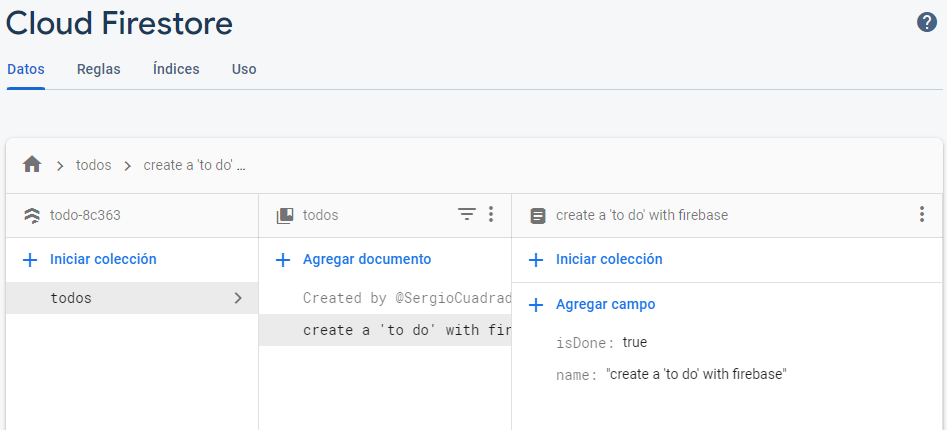 Cloud Firestore
?
Datos Reglas Índices Uso
todos create a 'to do' ...
todo-8c363
Iniciar colección
todos
todos
Agregar documento
Created by @SergioCuadrad
create a 'to do' with fir
create a 'to do' with firebase
Iniciar colección
Agregar campo
isDone: true
name: "create a 'to do' with firebase"